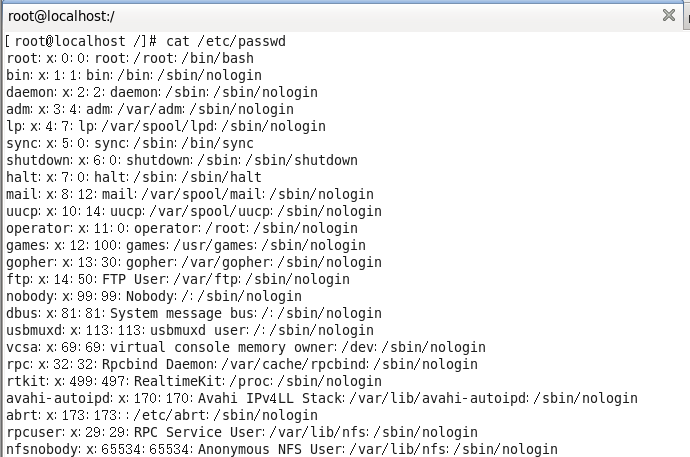 root@localhost:/
[root@localhost /]# cat /etc/passwd
root:x:0:0:root:/root:/bin/bash
bin:x:1:1:bin:/bin:/sbin/nologin
daemon:x:2:2:daemon:/sbin:/sbin/nologin
adm:x:3:4:adm:/var/adm:/sbin/nologin
lp:x:4:7:lp:/var/spool/lpd:/sbin/nologin
sync:x:5:0:sync:/sbin:/bin/sync
shutdown:x:6:0:shutdown:/sbin:/sbin/shutdown
halt:x:7:0:halt:/sbin:/sbin/halt
mail:x:8:12:mail:/var/spool/mail:/sbin/nologin
uucp:x:10:14:uucp:/var/spool/uucp:/sbin/nologin
operator:x:11:0:operator:/root:/sbin/nologin
games:x:12:100:games:/usr/games:/sbin/nologin
gopher:x:13:30:gopher:/var/gopher:/sbin/nologin
ftp:x:14:50:FTP User:/var/ftp:/sbin/nologin
nobody:x:99:99:Nobody:/:/sbin/nologin
dbus:x:81:81:System message bus:/:/sbin/nologin
usbmuxd:x:113:113:usbmuxd user:/:/sbin/nologin
vcsa:x:69:69:virtual console memory owner:/dev:/sbin/nologin
rpc:x:32:32:Rpcbind Daemon:/var/cache/rpcbind:/sbin/nologin
rtkit:x:499:497:RealtimeKit:/proc:/sbin/nologin
avahi-autoipd:x:170:170:Avahi IPv4LL Stack:/var/lib/avahi-autoipd:/sbin/nologin
abrt:x:173:173::/etc/abrt:/sbin/nologin
rpcuser:x:29:29:RPC Service User:/var/lib/nfs:/sbin/nologin
nfsnobody:x:65534:65534:Anonymous NFS User:/var/lib/nfs:/sbin/nologin